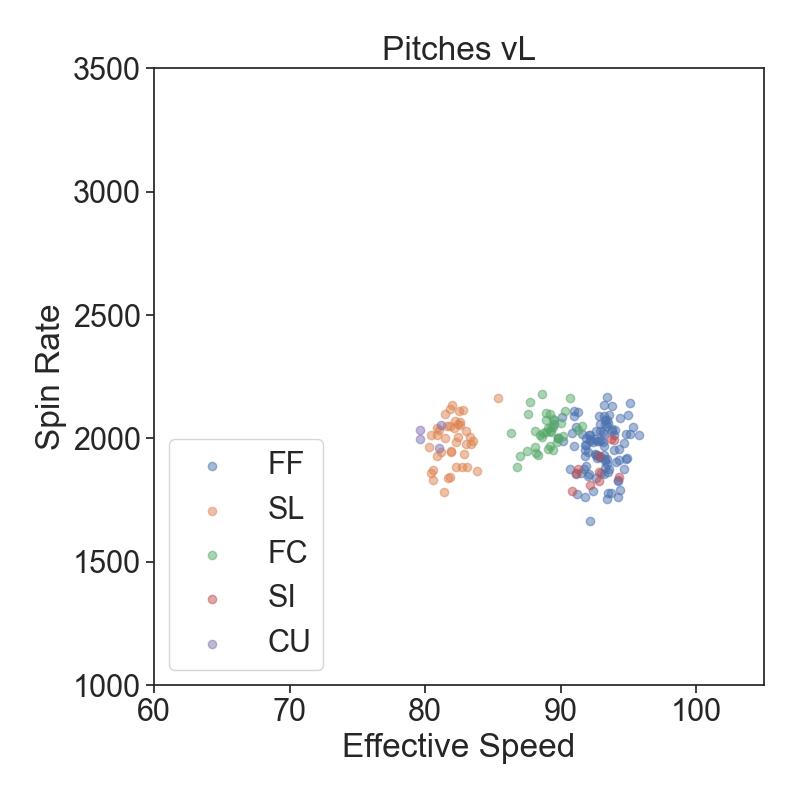 Pitches vL
3500
3000
2500
2000
1500
1000
Spin Rate
FF
SL
FC
SI
CU
60 70 80 90 100
Effective Speed